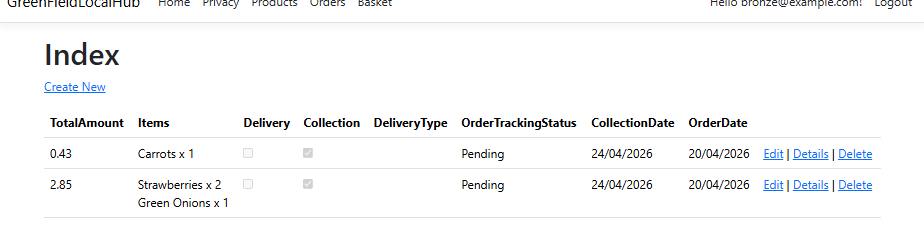 GreenFieldLocalHub Home Privacy Products Orders Basket Hello bronze@example.com! Logout
Index
Create New
TotalAmount Items Delivery Collection DeliveryType OrderTrackingStatus CollectionDate OrderDate
0.43 Carrots x 1 Pending 24/04/2026 20/04/2026 Edit | Details | Delete
2.85 Strawberries x 2 Pending 24/04/2026 20/04/2026 Edit | Details | Delete
Green Onions x 1